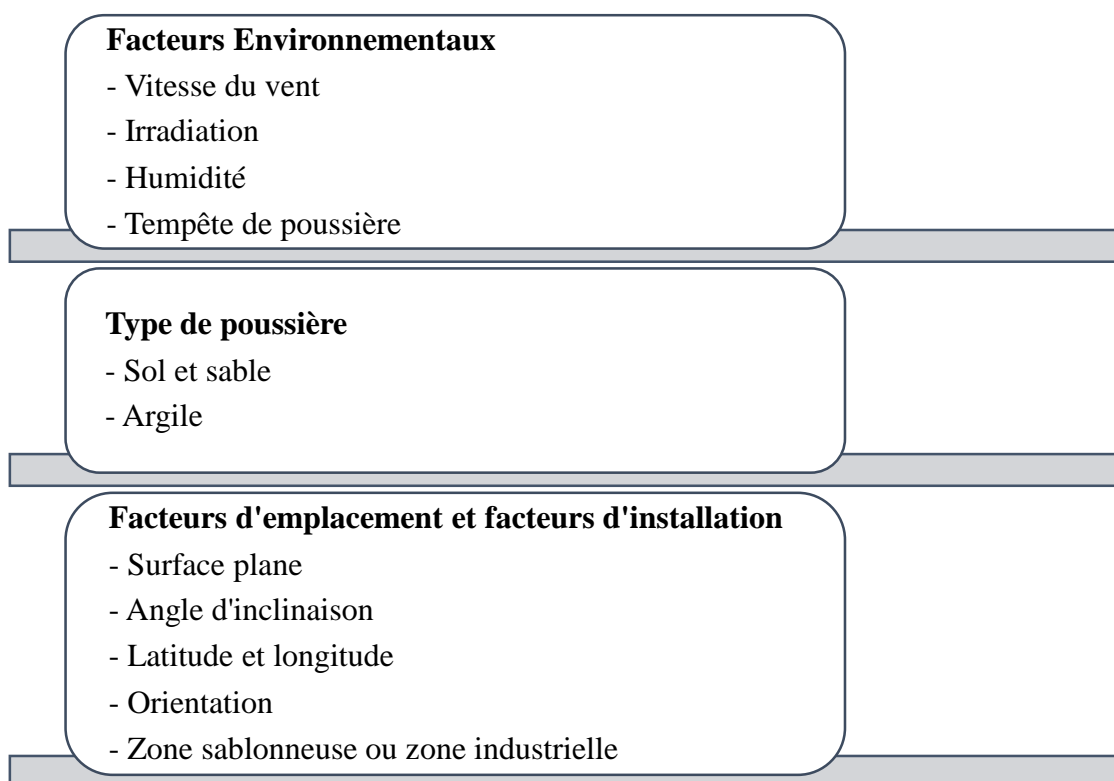 Facteurs Environnementaux
- Vitesse du vent
- Irradiation
- Humidité
- Tempête de poussière
Type de poussière
- Sol et sable
- Argile
Facteurs d'emplacement et facteurs d'installation
- Surface plane
- Angle d'inclinaison
- Latitude et longitude
- Orientation
- Zone sablonneuse ou zone industrielle